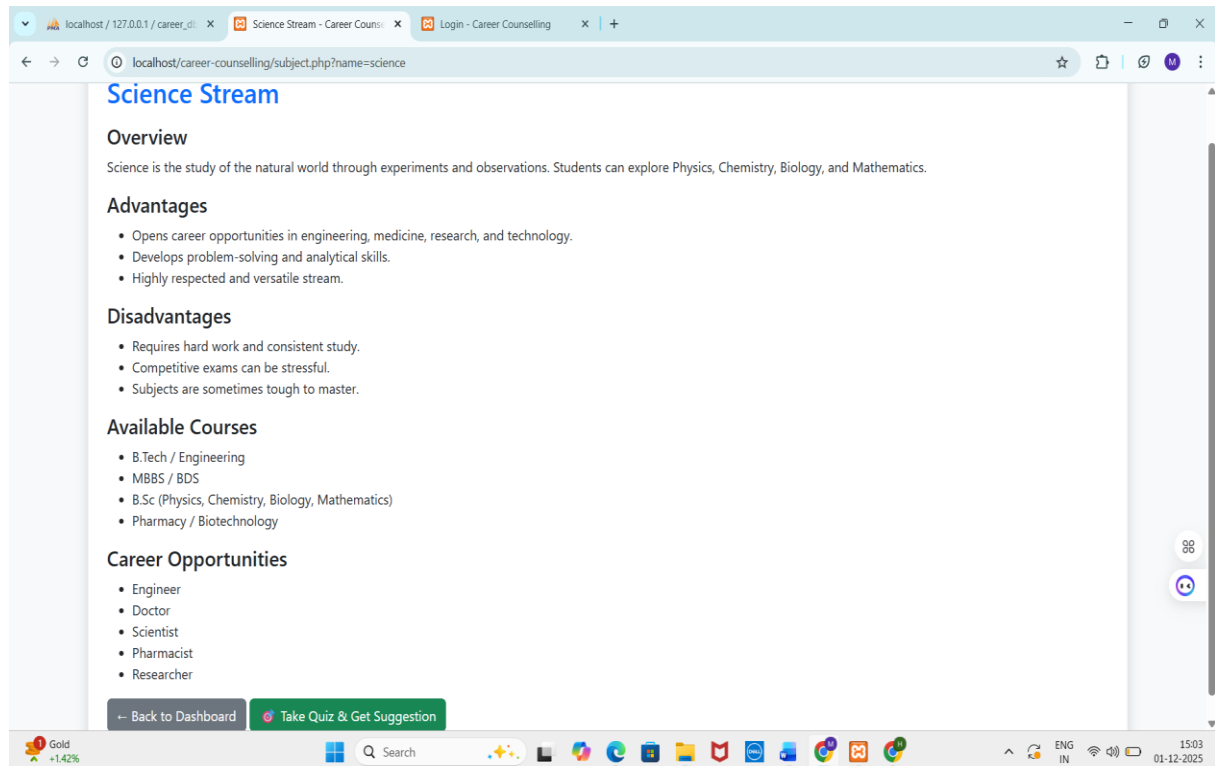 localhost / 127.0.0.1 / career_d
Science Stream - Career Couns
Login - Career Counselling
localhost/career-counselling/subject.php?name=science
M
Science Stream
Overview
Science is the study of the natural world through experiments and observations. Students can explore Physics, Chemistry, Biology, and Mathematics.
Advantages
• Opens career opportunities in engineering, medicine, research, and technology.
• Develops problem-solving and analytical skills.
• Highly respected and versatile stream.
Disadvantages
• Requires hard work and consistent study.
• Competitive exams can be stressful.
• Subjects are sometimes tough to master.
Available Courses
• B.Tech / Engineering
• MBBS / BDS
• B.Sc (Physics, Chemistry, Biology, Mathematics)
• Pharmacy / Biotechnology
Career Opportunities
• Engineer
• Doctor
• Scientist
• Pharmacist
• Researcher
← Back to Dashboard
Take Quiz & Get Suggestion
1
Gold
+1.42%
Search
DELL
M
H
ENG
IN
15:03
01-12-2025